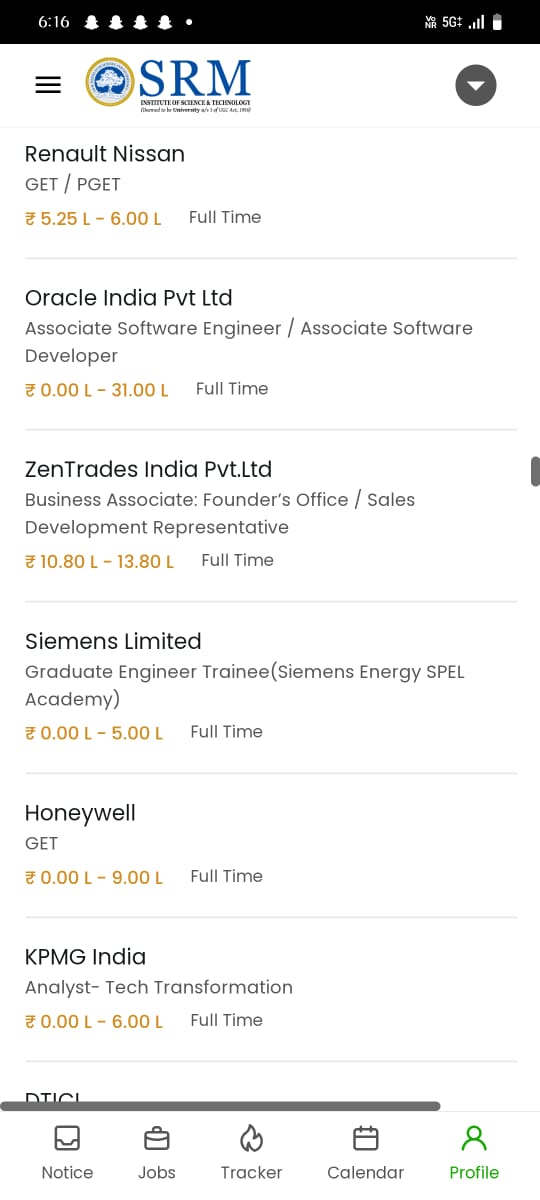 6:16
Vo
NR 5G
SRM
INSTITUTE OF SCIENCE & TECHNOLOGY
(Deemed to be University u/s 3 of UGC Act, 1956)
Renault Nissan
GET / PGET
₹ 5.25 L - 6.00 L Full Time
Oracle India Pvt Ltd
Associate Software Engineer / Associate Software
Developer
₹ 0.00 L - 31.00 L Full Time
ZenTrades India Pvt.Ltd
Business Associate: Founder's Office / Sales
Development Representative
₹ 10.80 L - 13.80 L Full Time
Siemens Limited
Graduate Engineer Trainee(Siemens Energy SPEL
Academy)
₹ 0.00 L - 5.00 L Full Time
Honeywell
GET
₹ 0.00 L - 9.00 L Full Time
KPMG India
Analyst- Tech Transformation
₹ 0.00 L - 6.00 L Full Time
Notice Jobs Tracker Calendar Profile